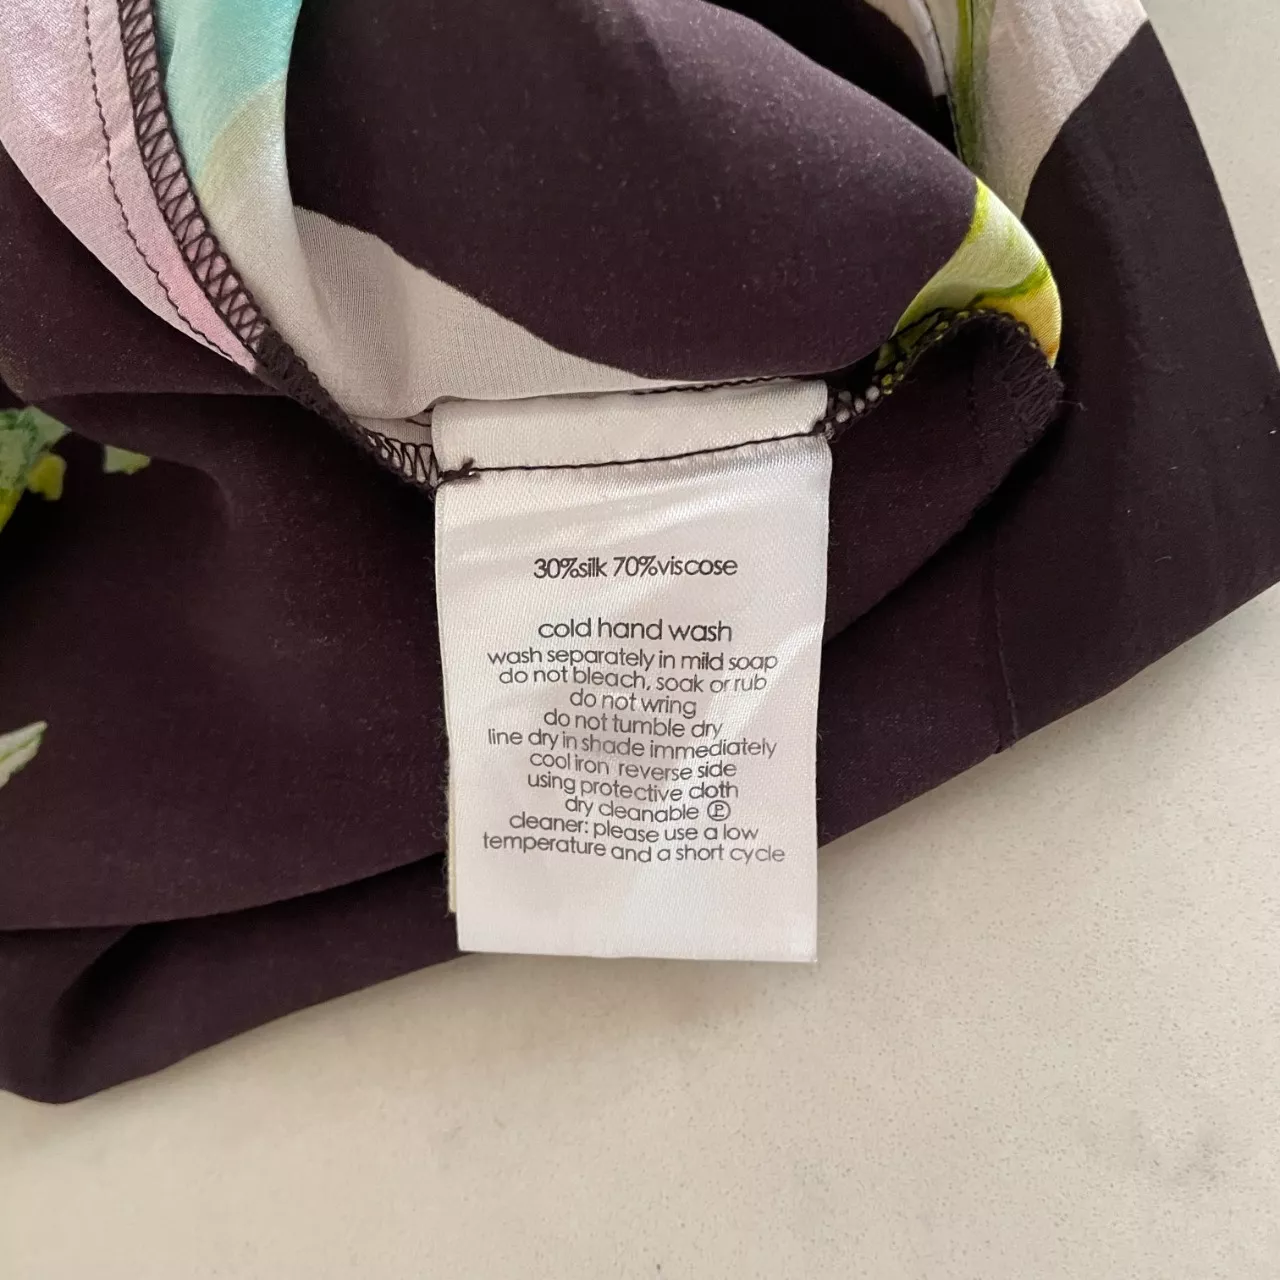 30%silk 70%viscose
cold hand wash
wash separately in mild soap
do not bleach, soak or rub
do not wring
do not tumble dry
line dry in shade immediately
cool iron reverse side
using protective cloth
dry cleanable Ⓟ
cleaner: please use a low
temperature and a short cycle